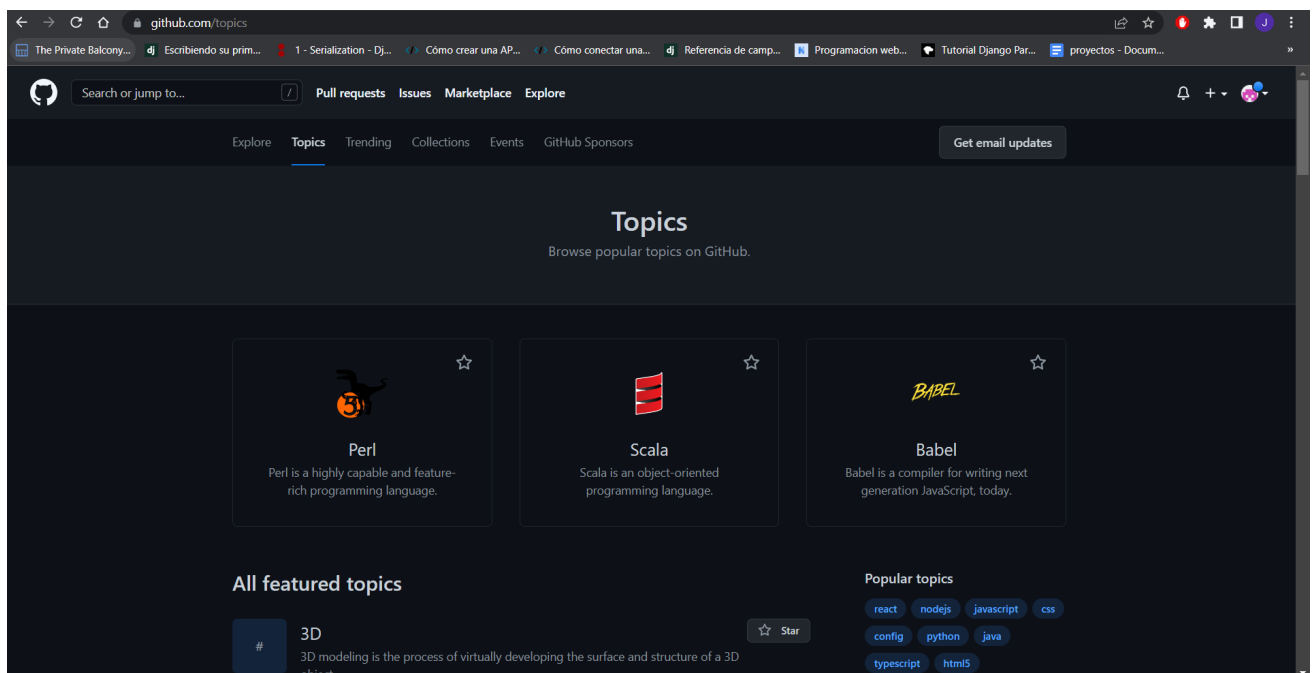 github.com/topics
The Private Balcony... Escribiendo su prim... 1 - Serialization - Dj... Cómo crear una AP... Cómo conectar una... Referencia de camp... Programacion web... Tutorial Django Par... proyectos - Docum... »
Search or jump to... / Pull requests Issues Marketplace Explore
Explore Topics Trending Collections Events GitHub Sponsors Get email updates
Topics
Browse popular topics on GitHub.
BABEL
Perl
Perl is a highly capable and feature-
rich programming language.
Scala
Scala is an object-oriented
programming language.
Babel
Babel is a compiler for writing next
generation JavaScript, today.
All featured topics
# 3D Star
3D modeling is the process of virtually developing the surface and structure of a 3D
object.
Popular topics
react nodejs javascript css
config python java
typescript html5